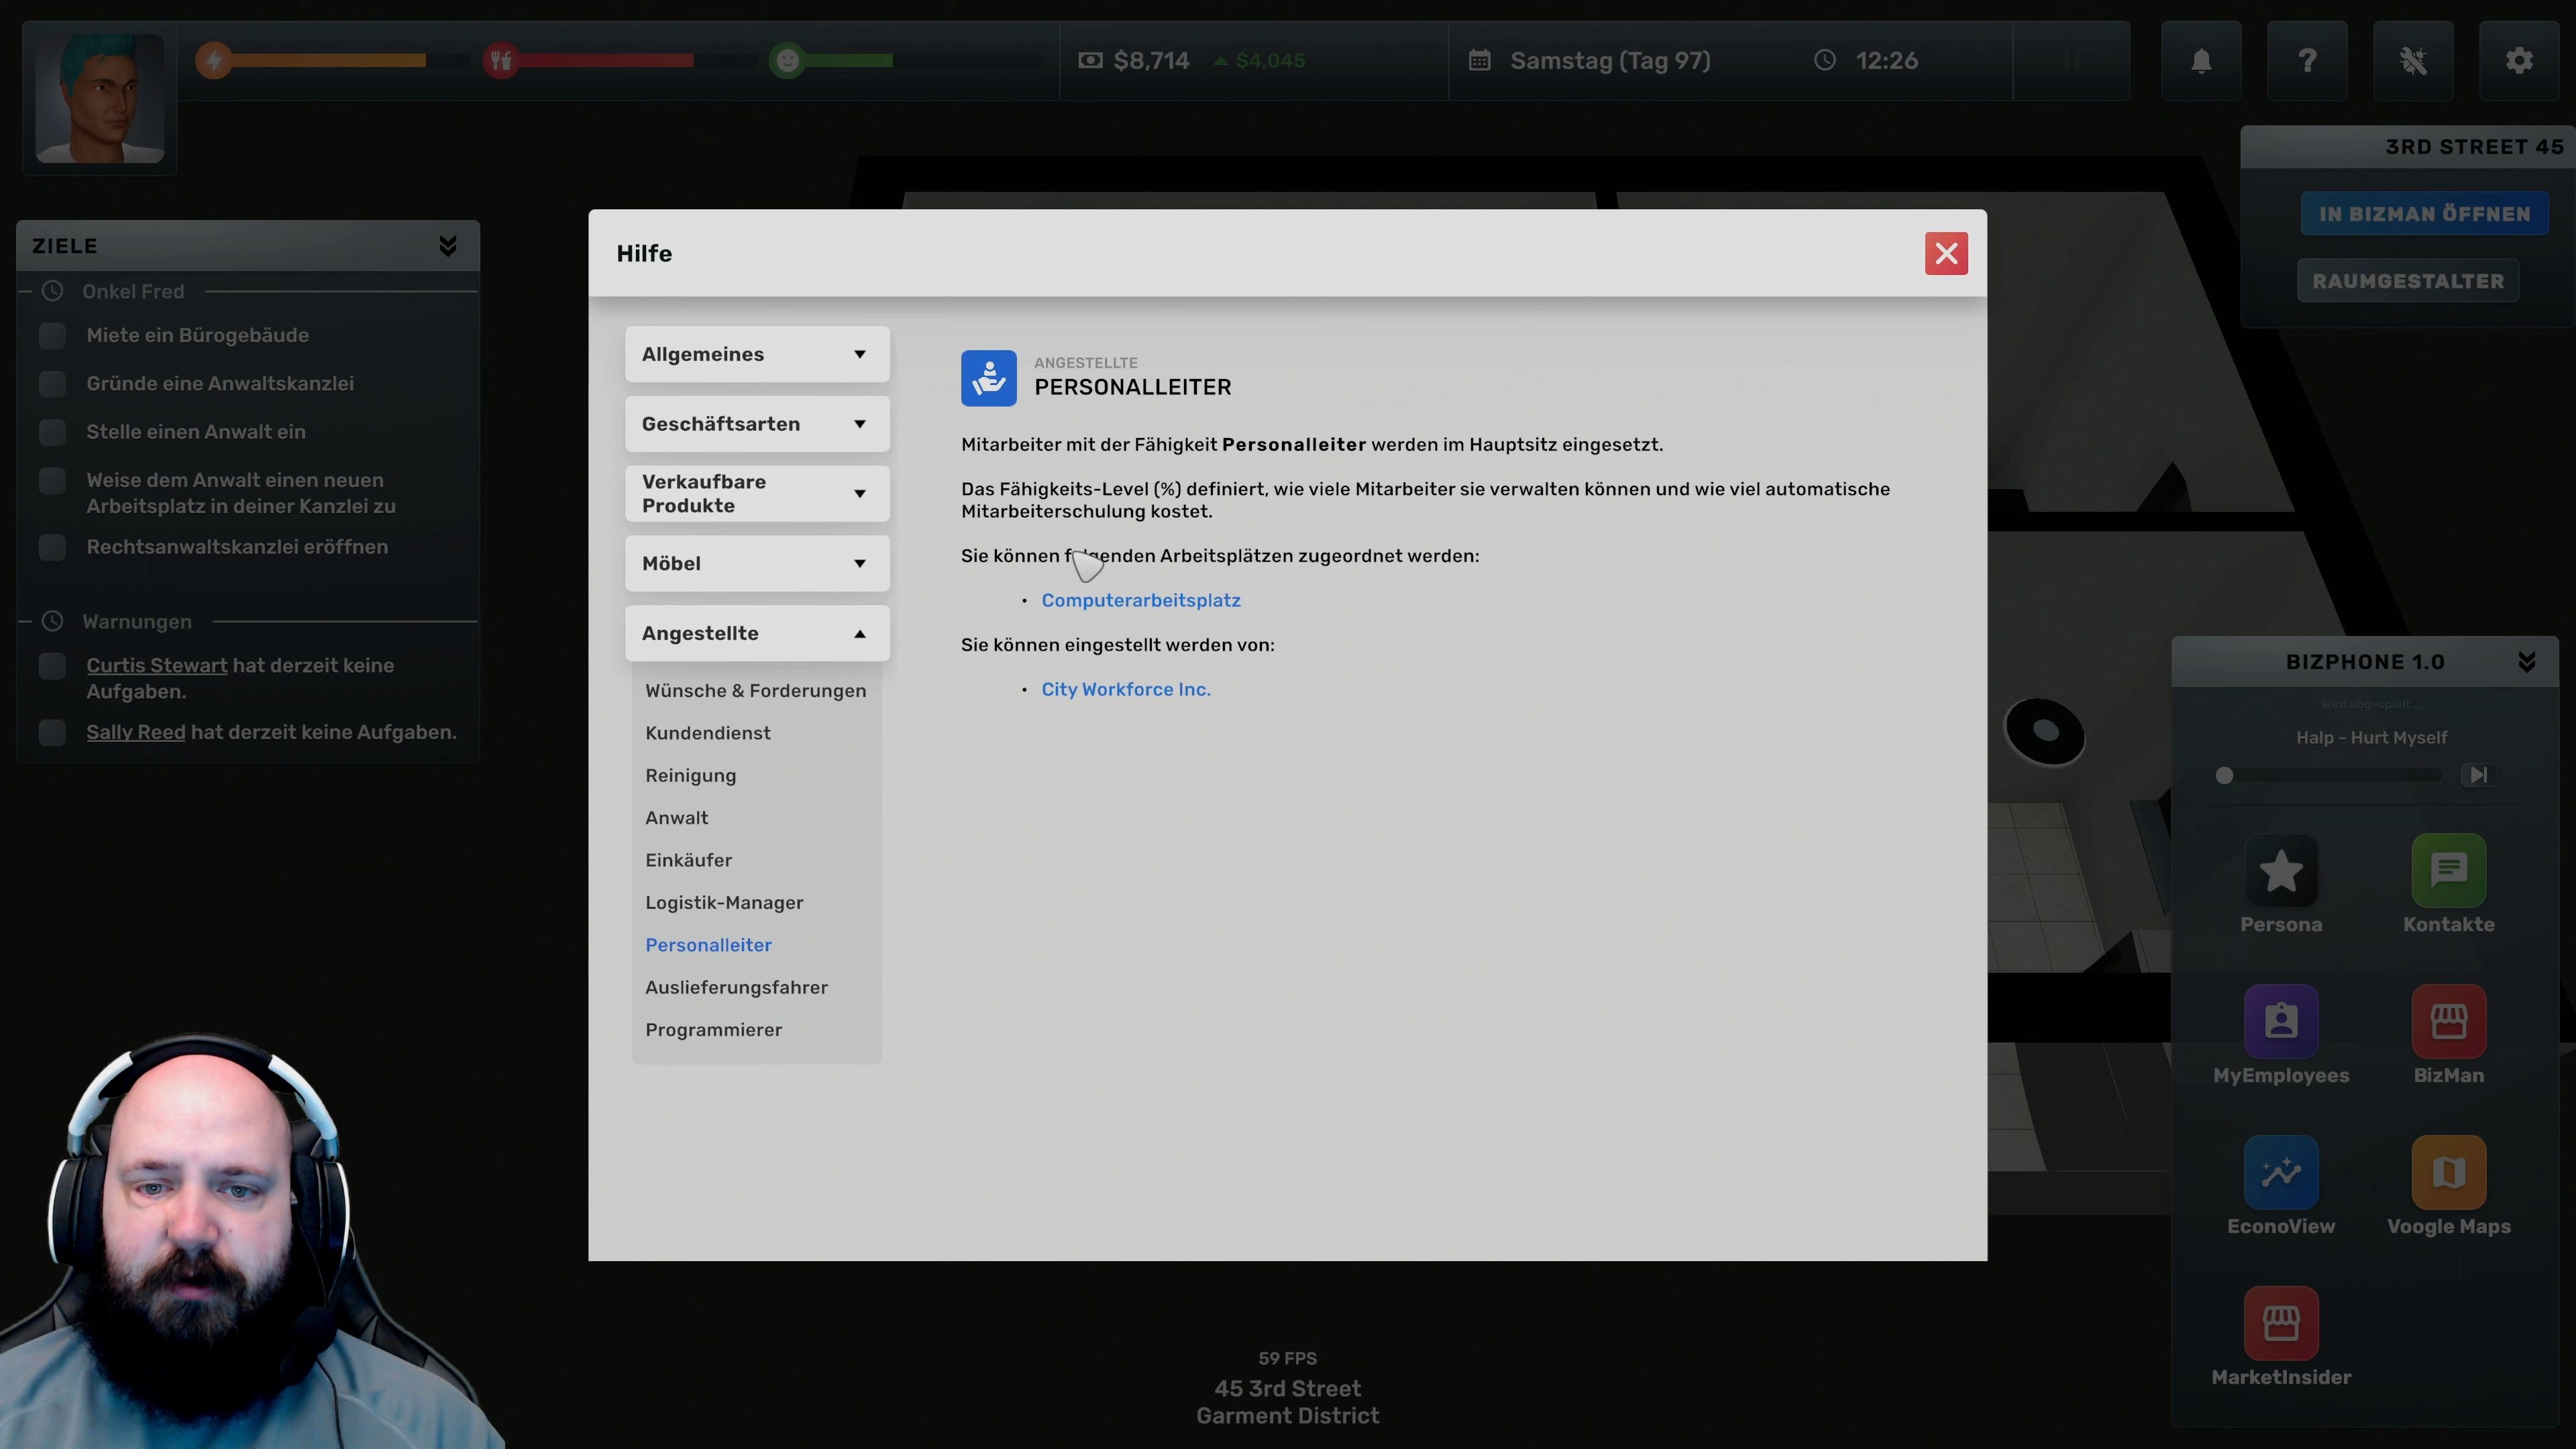 $8,714
$4,045
Samstag (Tag 97)
12:26
?
3RD STREET 45
IN BIZMAN ÖFFNEN
RAUMGESTALTER
ZIELE
Onkel Fred
Miete ein Bürogebäude
Gründe eine Anwaltskanzlei
Stelle einen Anwalt ein
Weise dem Anwalt einen neuen
Arbeitsplatz in deiner Kanzlei zu
Rechtsanwaltskanzlei eröffnen
Warnungen
Curtis Stewart hat derzeit keine
Aufgaben.
Sally Reed hat derzeit keine Aufgaben.
Hilfe
Allgemeines
Geschäftsarten
Verkaufbare
Produkte
Möbel
Angestellte
Wünsche & Forderungen
Kundendienst
Reinigung
Anwalt
Einkäufer
Logistik-Manager
Personalleiter
Auslieferungsfahrer
Programmierer
ANGESTELLTE
PERSONALLEITER
Mitarbeiter mit der Fähigkeit Personalleiter werden im Hauptsitz eingesetzt.
Das Fähigkeits-Level (%) definiert, wie viele Mitarbeiter sie verwalten können und wie viel automatische
Mitarbeiterschulung kostet.
Sie können folgenden Arbeitsplätzen zugeordnet werden:
• Computerarbeitsplatz
Sie können eingestellt werden von:
• City Workforce Inc.
BIZPHONE 1.0
Wird abgespielt ...
Halp - Hurt Myself
Persona
Kontakte
MyEmployees
BizMan
EconoView
Voogle Maps
MarketInsider
59 FPS
45 3rd Street
Garment District